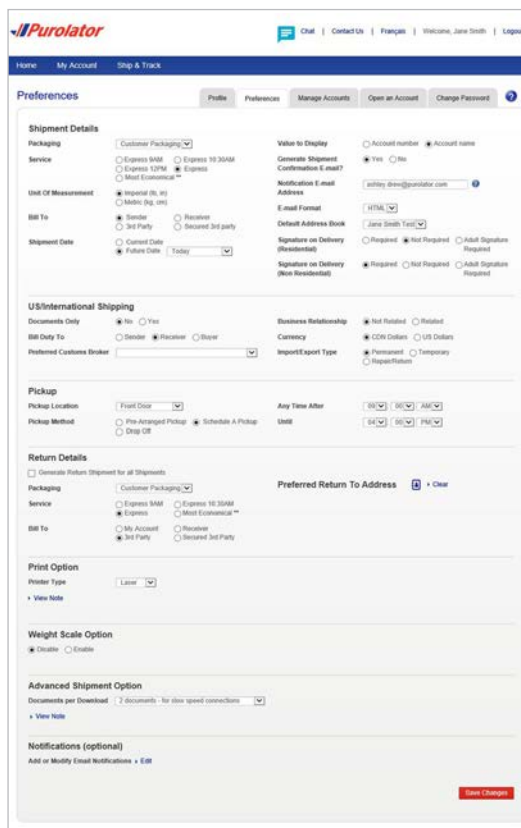 Purolator
Chat | Contact Us | Français | Welcome, Jane Smith | Logout
Home My Account Ship & Track
Preferences
Profile Preferences Manage Accounts Open an Account Change Password ?
Shipment Details
Packaging Customer Packaging Value to Display Account number Account name
Service Express 9AM Express 10:30AM Generate Shipment Yes No
Express 12PM Express Confirmation E-mail?
Most Economical ** Notification E-mail ashley.drew@purolator.com ?
Unit Of Measurement Imperial (lb, in) Address
Metric (kg, cm) E-mail Format HTML
Bill To Sender Receiver Default Address Book Jane Smith Test
3rd Party Secured 3rd party
Shipment Date Current Date Signature on Delivery Required Not Required Adult Signature
Future Date Today (Residential) Required
Signature on Delivery Required Not Required Adult Signature
(Non Residential) Required
US/International Shipping
Documents Only No Yes Business Relationship Not Related Related
Bill Duty To Sender Receiver Buyer Currency CDN Dollars US Dollars
Preferred Customs Broker Import/Export Type Permanent Temporary
Repair/Return
Pickup
Pickup Location Front Door Any Time After 09 00 AM
Pickup Method Pre-Arranged Pickup Schedule A Pickup Until 04 00 PM
Drop Off
Return Details
Generate Return Shipment for all Shipments
Packaging Customer Packaging Preferred Return To Address Clear
Service Express 9AM Express 10:30AM
Express Most Economical **
Bill To My Account Receiver
3rd Party Secured 3rd Party
Print Option
Printer Type Laser
View Note
Weight Scale Option
Disable Enable
Advanced Shipment Option
Documents per Download 2 documents - for slow speed connections
View Note
Notifications (optional)
Add or Modify Email Notifications Edit
Save Changes